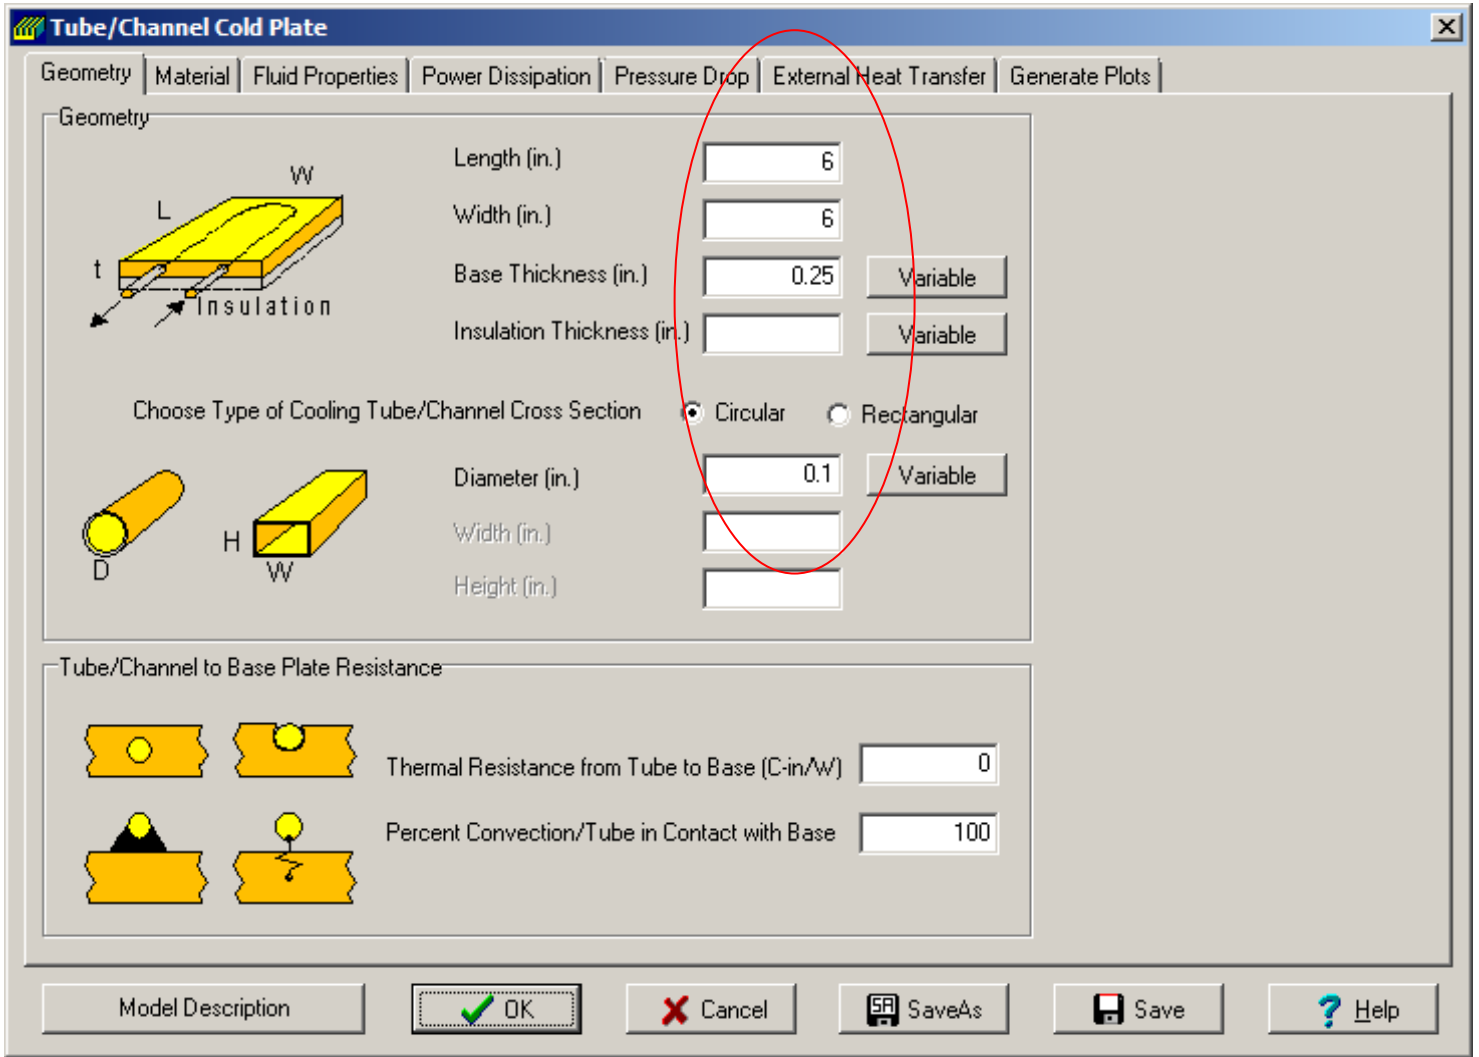 Tube/Channel Cold Plate
Geometry Material Fluid Properties Power Dissipation Pressure Drop External Heat Transfer Generate Plots
Geometry
W
L
t
Insulation
Length (in.) 6
Width (in.) 6
Base Thickness (in.) 0.25 Variable
Insulation Thickness (in.) Variable
Choose Type of Cooling Tube/Channel Cross Section Circular Rectangular
D
H
W
Diameter (in.) 0.1 Variable
Width (in.)
Height (in.)
Tube/Channel to Base Plate Resistance
Thermal Resistance from Tube to Base (C-in/W) 0
Percent Convection/Tube in Contact with Base 100
Model Description OK Cancel SA SaveAs Save ? Help